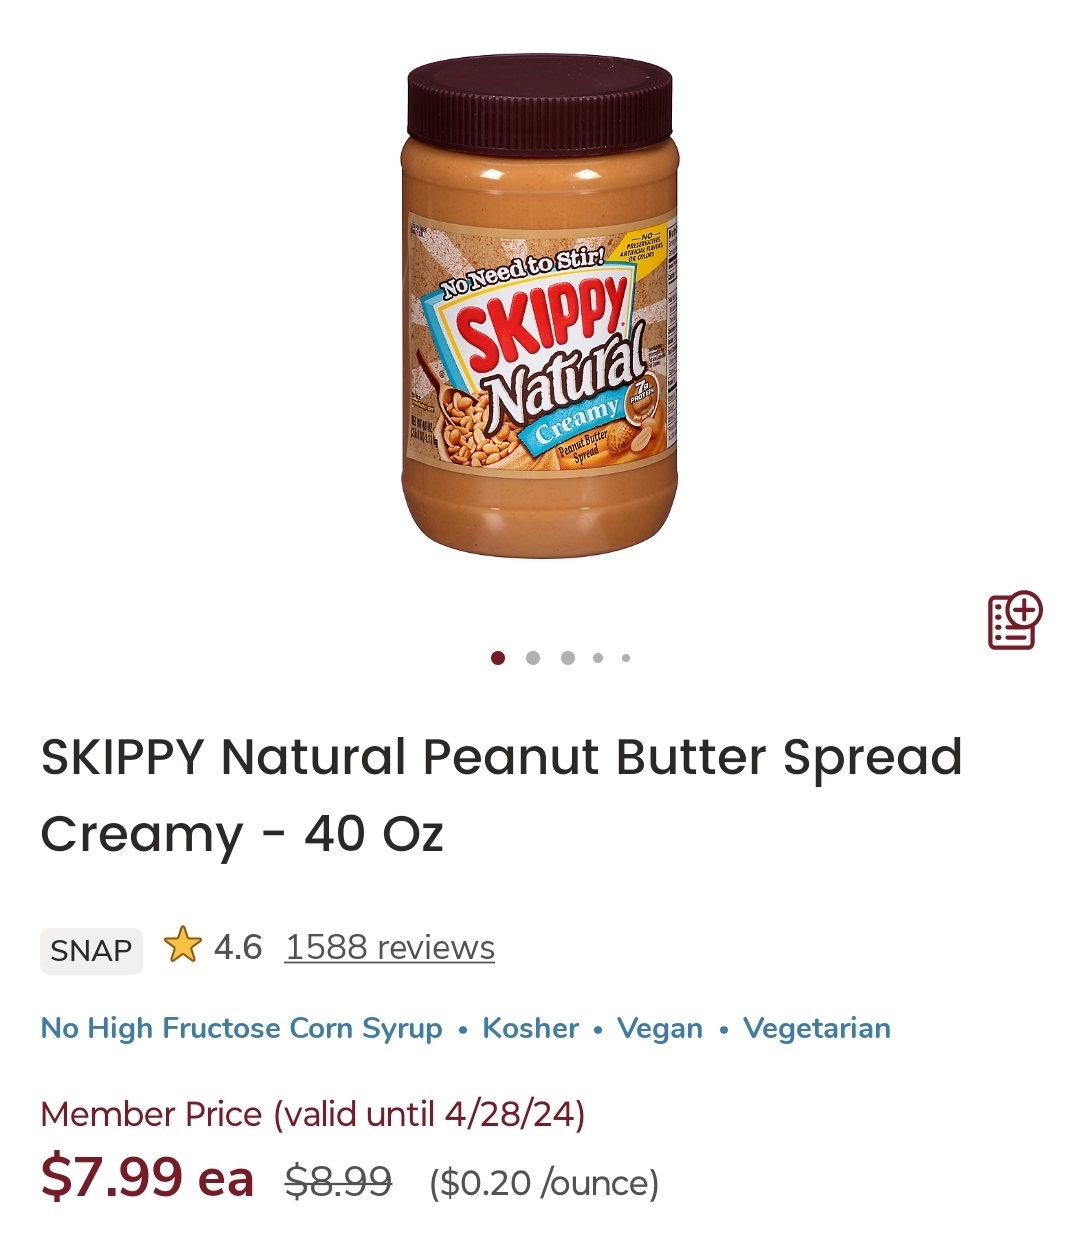 NO
PRESERVATIVES,
ARTIFICIAL FLAVORS
OR COLORS
No Need to Stir!
SKIPPY
Natural
Creamy
7g
PROTEIN
Peanut Butter
Spread
SKIPPY Natural Peanut Butter Spread
Creamy - 40 Oz
SNAP 4.6 1588 reviews
No High Fructose Corn Syrup • Kosher • Vegan • Vegetarian
Member Price (valid until 4/28/24)
$7.99 ea $8.99 ($0.20 /ounce)